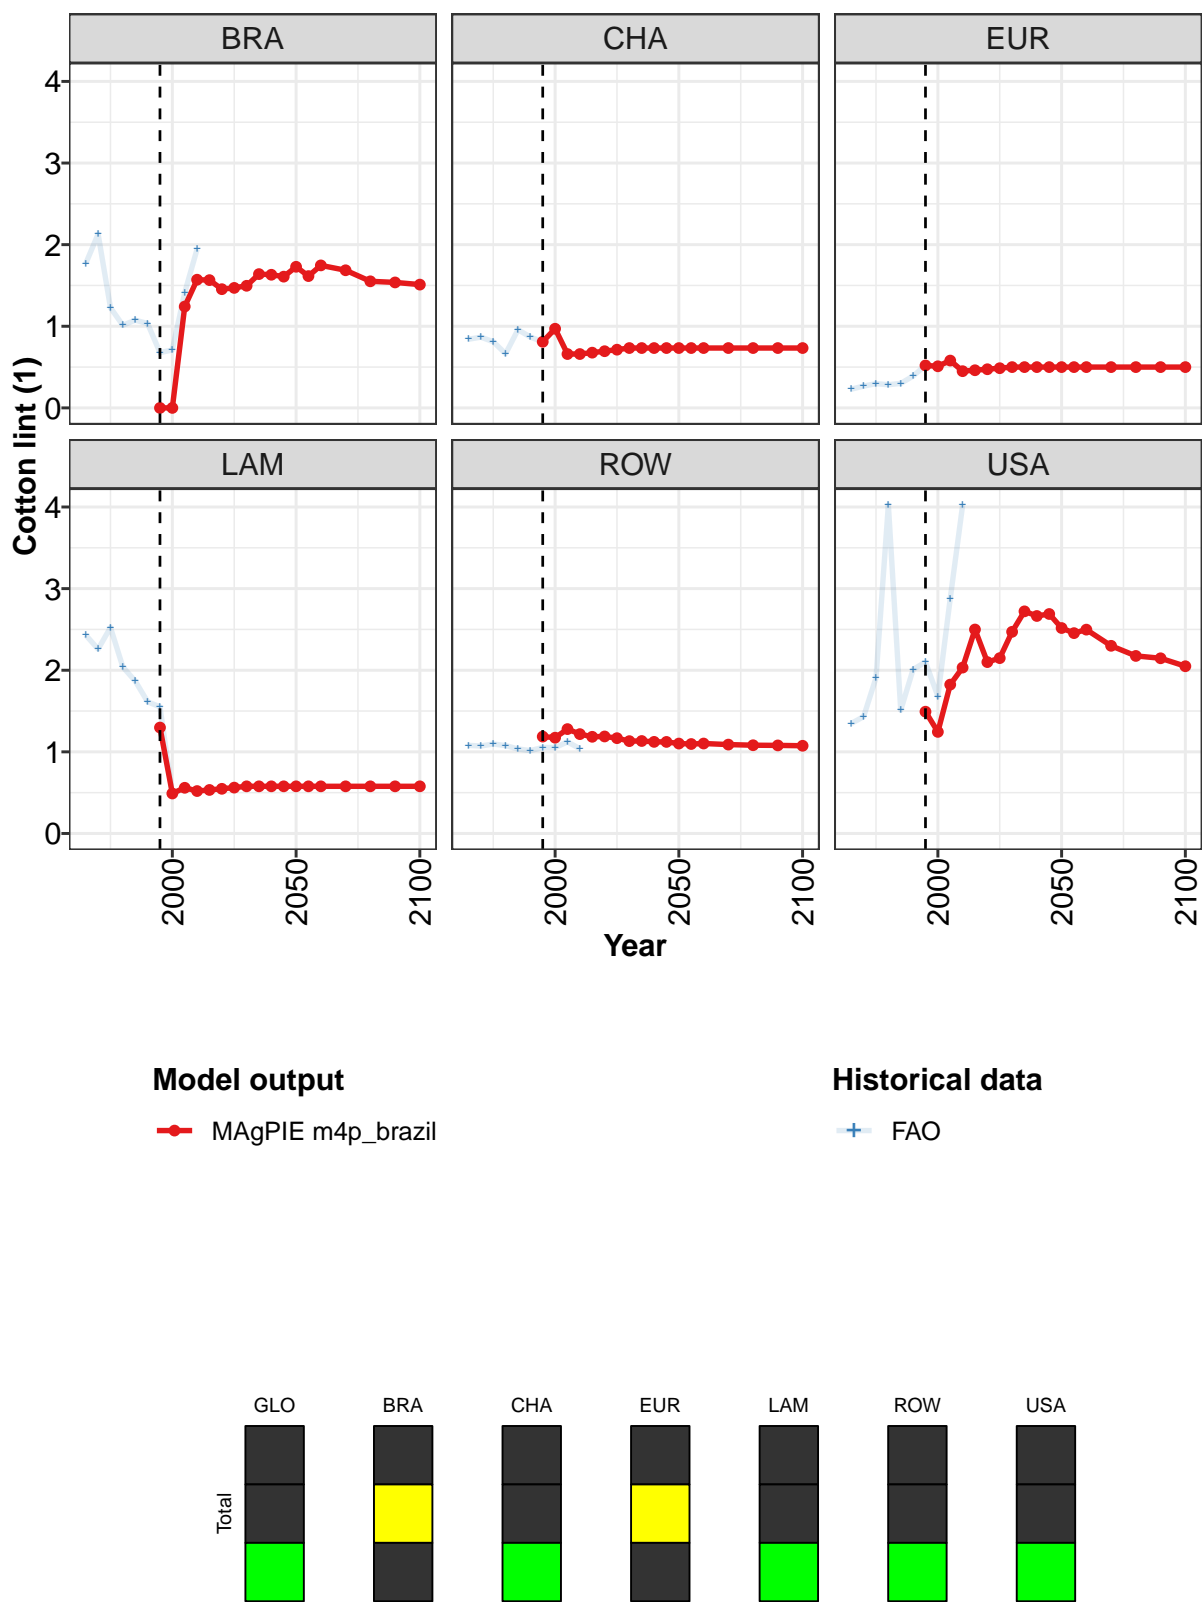 BRA
CHA
EUR
4
3
2
1
0
LAM
ROW
USA
4
3
2
1
0
Cotton lint (1)
2000
2050
2100
2000
2050
2100
2000
2050
2100
Year
Model output
Historical data
MAgPIE m4p_brazil
FAO
GLO
BRA
CHA
EUR
LAM
ROW
USA
Total